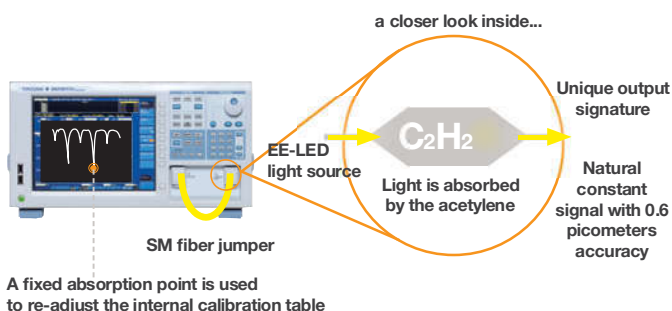 a closer look inside...
YOKOGAWA
C2H2
EE-LED
light source
Light is absorbed
by the acetylene
Unique output
signature
Natural
constant
signal with 0.6
picometers
accuracy
SM fiber jumper
A fixed absorption point is used
to re-adjust the internal calibration table